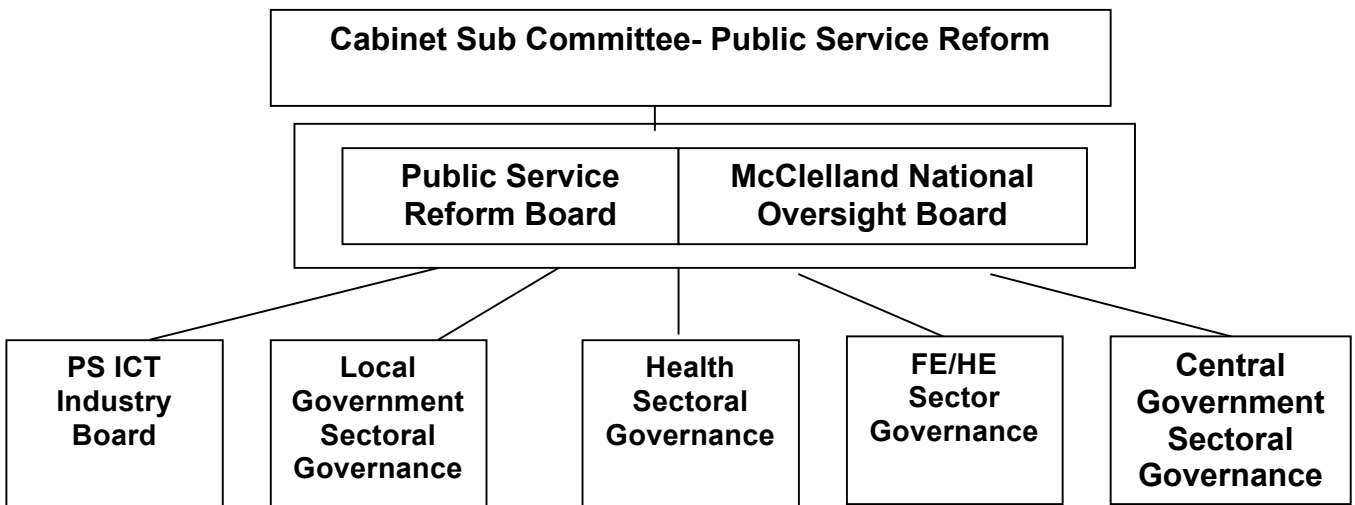 Cabinet Sub Committee- Public Service Reform
Public Service
Reform Board
McClelland National
Oversight Board
PS ICT
Industry
Board
Local
Government
Sectoral
Governance
Health
Sectoral
Governance
FE/HE
Sector
Governance
Central
Government
Sectoral
Governance